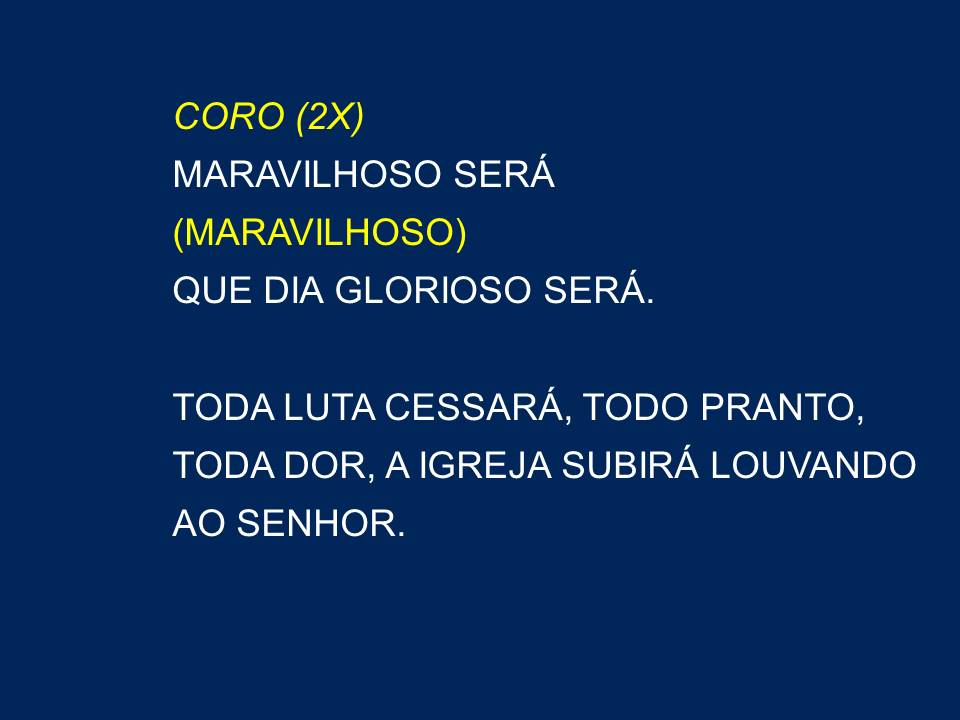 CORO (2X)
MARAVILHOSO SERÁ
(MARAVILHOSO)
QUE DIA GLORIOSO SERÁ.
TODA LUTA CESSARÁ, TODO PRANTO,
TODA DOR, A IGREJA SUBIRÁ LOUVANDO
AO SENHOR.